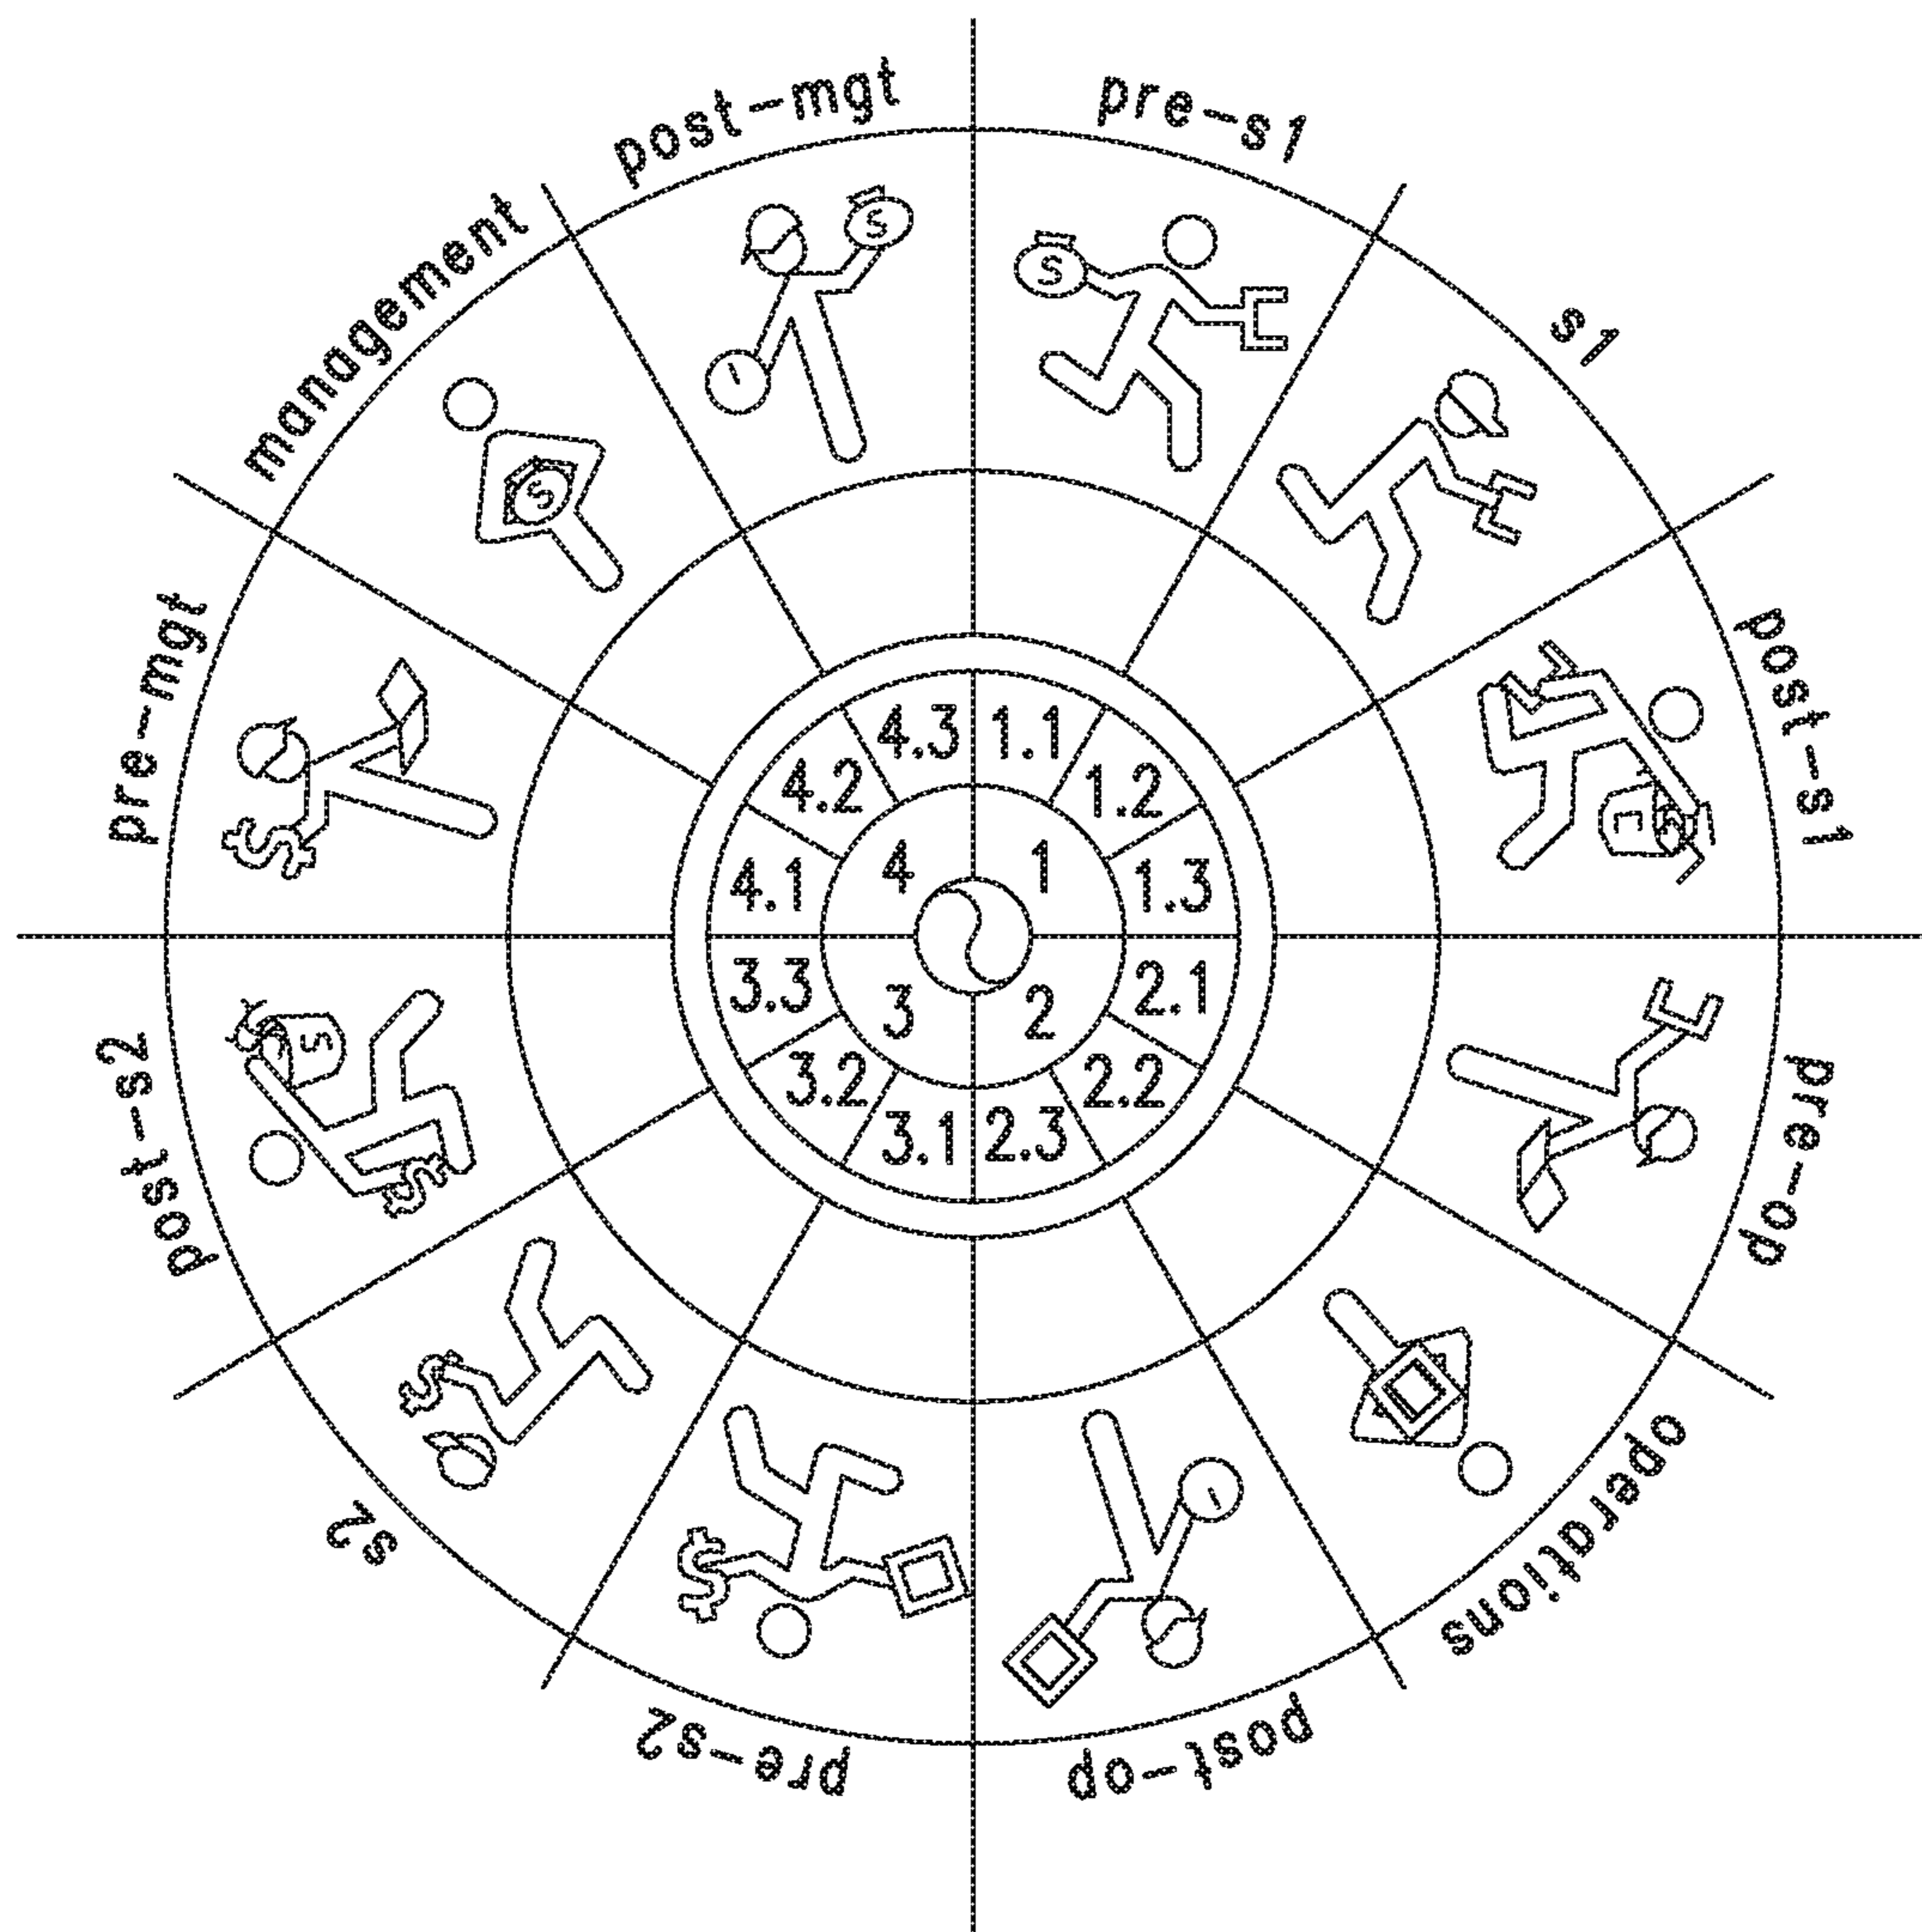 pre-s1
s1
post-s1
pre-op
operations
post-op
pre-s2
s2
post-s2
pre-mgt
management
post-mgt
1.1
1.2
1.3
2.1
2.2
2.3
3.1
3.2
3.3
4.1
4.2
4.3
1
2
3
4
S
S
S
S
$
$
$
$